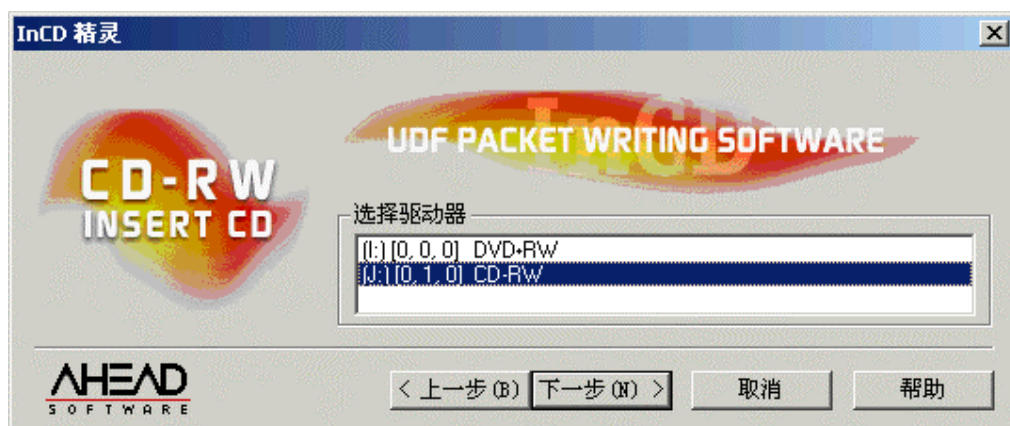 InCD 精灵
InCD
UDF PACKET WRITING SOFTWARE
CD-RW
INSERT CD
选择驱动器
(I:) [0, 0, 0] DVD+RW
(J:) [0, 1, 0] CD-RW
AHEAD
SOFTWARE
< 上一步(B) 下一步(N) > 取消 帮助